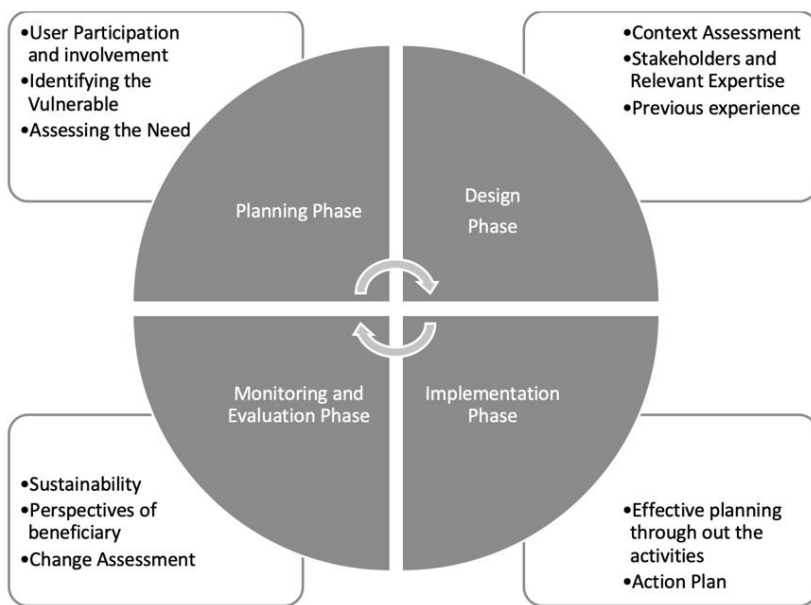 •User Participation
and involvement
•Identifying the
Vulnerable
•Assessing the Need
•Context Assessment
•Stakeholders and
Relevant Expertise
•Previous experience
Planning Phase
Design
Phase
Monitoring and
Evaluation Phase
Implementation
Phase
•Sustainability
•Perspectives of
beneficiary
•Change Assessment
•Effective planning
through out the
activities
•Action Plan